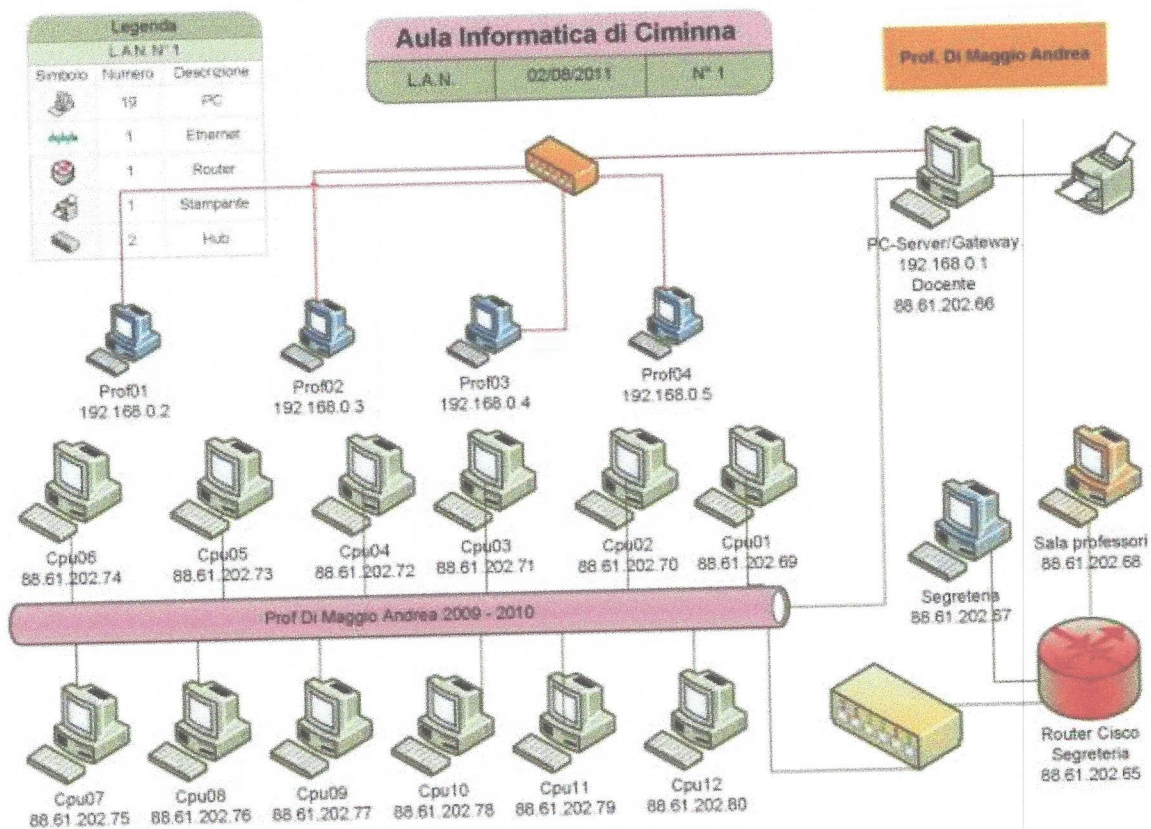 Legenda
L.A.N. N° 1
Simbolo Numero Descrizione
19 PC
1 Ethernet
1 Router
1 Stampante
2 Hub
Aula Informatica di Ciminna
L.A.N. 02/08/2011 N° 1
Prof. Di Maggio Andrea
PC-Server/Gateway
192.168.0.1
Docente
88.61.202.66
Prof01
192.168.0.2
Prof02
192.168.0.3
Prof03
192.168.0.4
Prof04
192.168.0.5
Cpu06
88.61.202.74
Cpu05
88.61.202.73
Cpu04
88.61.202.72
Cpu03
88.61.202.71
Cpu02
88.61.202.70
Cpu01
88.61.202.69
Segreteria
88.61.202.67
Sala professori
88.61.202.68
Prof Di Maggio Andrea 2009 - 2010
Cpu07
88.61.202.75
Cpu08
88.61.202.76
Cpu09
88.61.202.77
Cpu10
88.61.202.78
Cpu11
88.61.202.79
Cpu12
88.61.202.80
Router Cisco
Segreteria
88.61.202.65